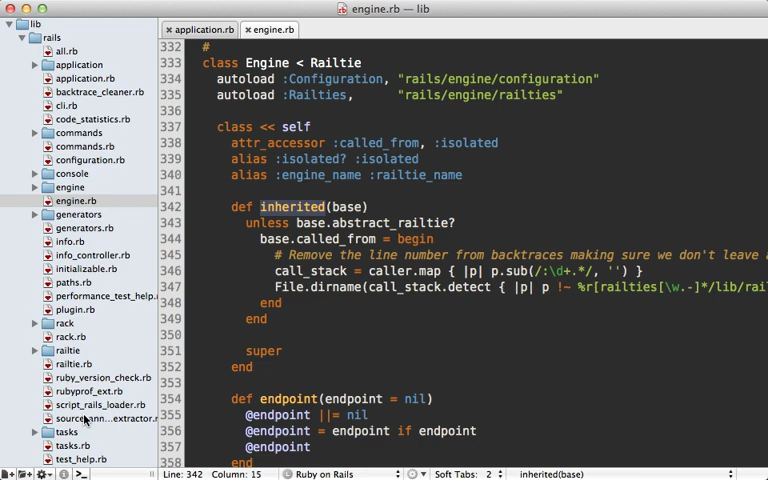 engine.rb — lib
lib
rails
all.rb
application
application.rb
backtrace_cleaner.rb
cli.rb
code_statistics.rb
commands
commands.rb
configuration.rb
console
engine
engine.rb
generators
generators.rb
info.rb
info_controller.rb
initializable.rb
paths.rb
performance_test_help.
plugin.rb
rack
rack.rb
railtie
railtie.rb
ruby_version_check.rb
rubyprof_ext.rb
script_rails_loader.rb
source_ann...extractor.r
tasks
tasks.rb
test_help.rb
application.rb
engine.rb
332 #
333 class Engine < Railtie
334 autoload :Configuration, "rails/engine/configuration"
335 autoload :Railties, "rails/engine/railties"
336
337 class << self
338 attr_accessor :called_from, :isolated
339 alias :isolated? :isolated
340 alias :engine_name :railtie_name
341
342 def inherited(base)
343 unless base.abstract_railtie?
344 base.called_from = begin
345 # Remove the line number from backtraces making sure we don't leave a
346 call_stack = caller.map { |p| p.sub(/:\d+.*/, '') }
347 File.dirname(call_stack.detect { |p| p !~ %r[railties[\w.-]*/lib/rail
348 end
349 end
350
351 super
352 end
353
354 def endpoint(endpoint = nil)
355 @endpoint ||= nil
356 @endpoint = endpoint if endpoint
357 @endpoint
358 end
Line: 342 Column: 15 Ruby on Rails Soft Tabs: 2 inherited(base)